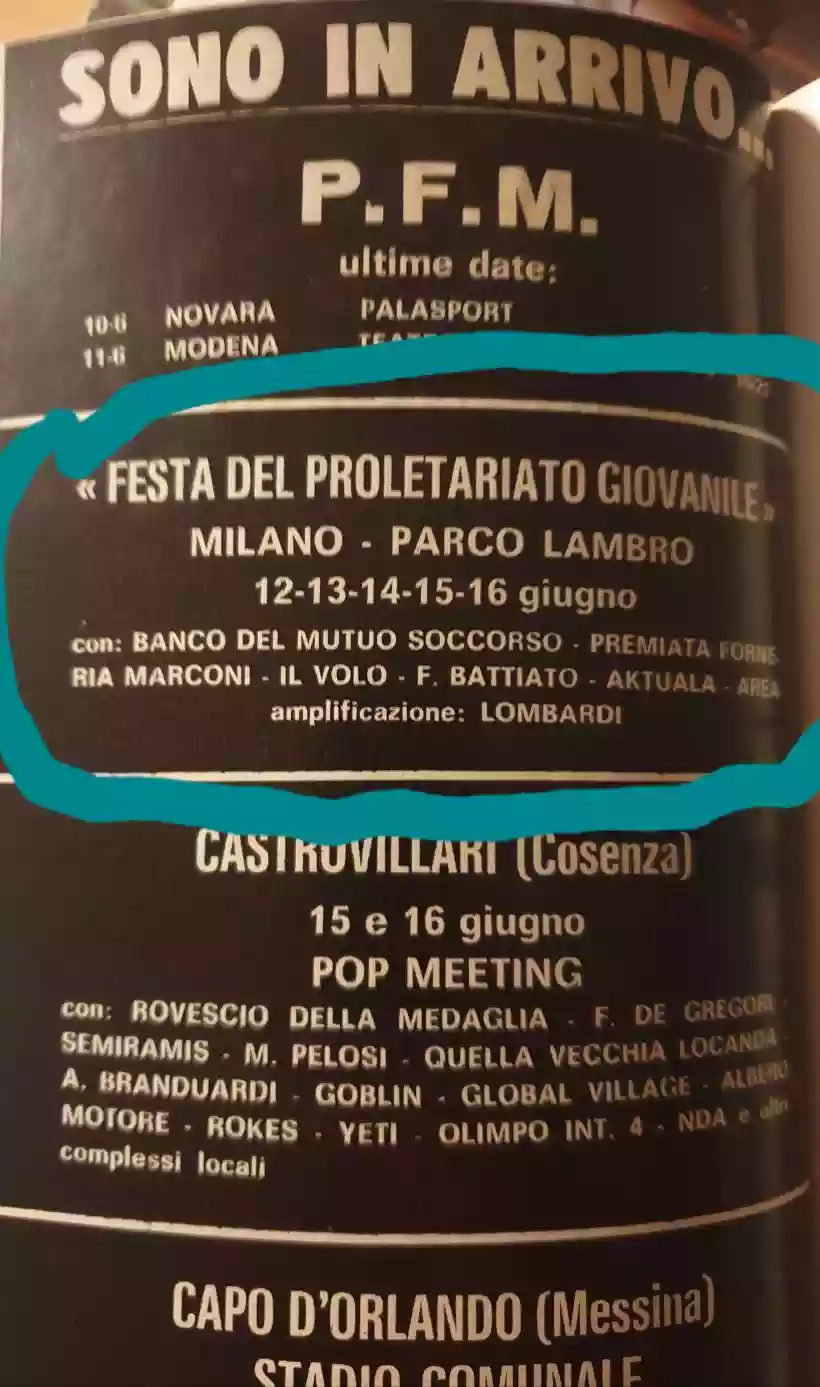 SONO IN ARRIVO...
P.F.M.
ultime date:
10-6 NOVARA PALASPORT
11-6 MODENA
« FESTA DEL PROLETARIATO GIOVANILE »
MILANO - PARCO LAMBRO
12-13-14-15-16 giugno
con: BANCO DEL MUTUO SOCCORSO - PREMIATA FORNE-
RIA MARCONI - IL VOLO - F. BATTIATO - AKTUALA - AREA
amplificazione: LOMBARDI
CASTROVILLARI (Cosenza)
15 e 16 giugno
POP MEETING
con: ROVESCIO DELLA MEDAGLIA - F. DE GREGORI -
SEMIRAMIS - M. PELOSI - QUELLA VECCHIA LOCANDA -
A. BRANDUARDI - GOBLIN - GLOBAL VILLAGE - ALBERO
MOTORE - ROKES - YETI - OLIMPO INT. 4 - NDA e altri
complessi locali
CAPO D'ORLANDO (Messina)
STADIO COMUNALE